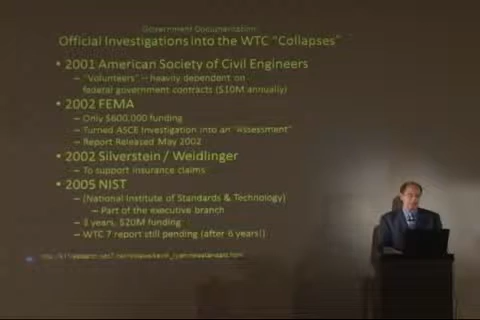 Government Documentation:
Official Investigations into the WTC "Collapses"
• 2001 American Society of Civil Engineers
– "Volunteers" – heavily dependent on
federal government contracts ($10M annually)
• 2002 FEMA
– Only $600,000 funding
– Turned ASCE Investigation into an "Assessment"
– Report Released May 2002
• 2002 Silverstein / Weidlinger
– To support insurance claims
• 2005 NIST
– (National Institute of Standards & Technology)
– Part of the executive branch
– 3 years, $20M funding
– WTC 7 report still pending (after 6 years!)